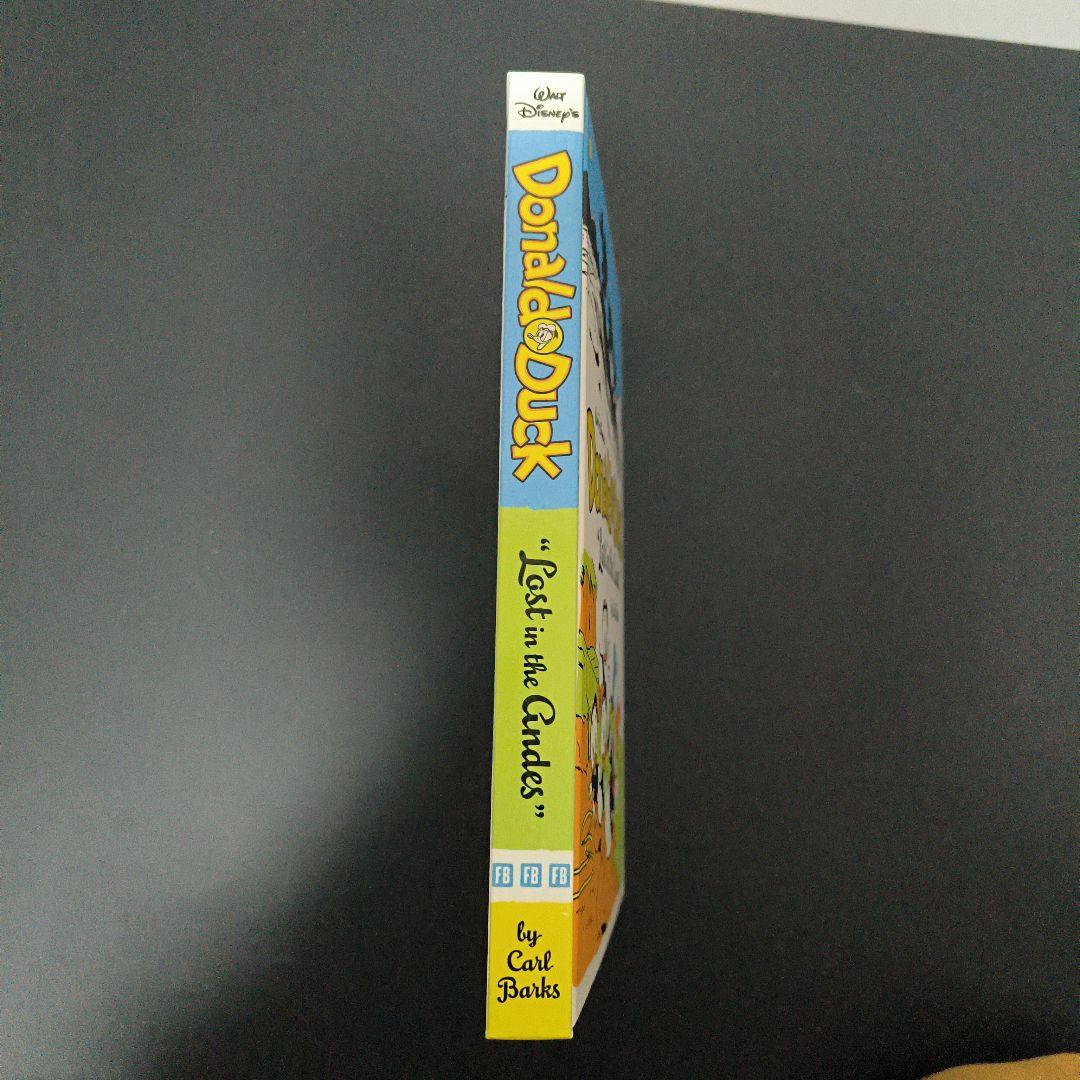 Walt
Disney's
Donald Duck
"Lost in the Andes"
FB FB FB
by
Carl
Barks